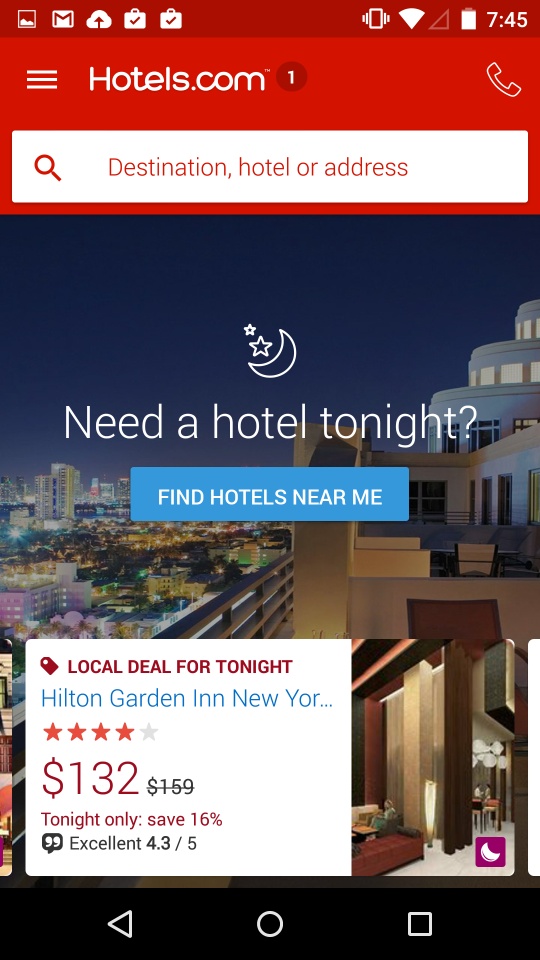 7:45
Hotels.com™ 1
Destination, hotel or address
Need a hotel tonight?
FIND HOTELS NEAR ME
LOCAL DEAL FOR TONIGHT
Hilton Garden Inn New Yor...
$132 $159
Tonight only: save 16%
Excellent 4.3 / 5